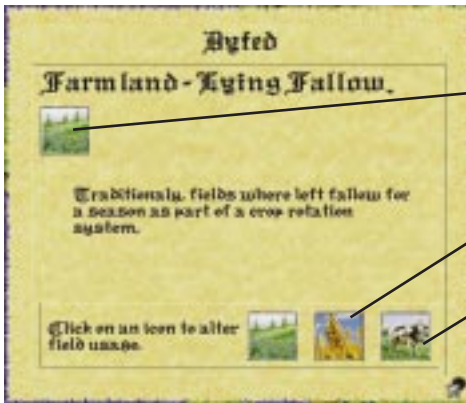 Dyfed
Farmland-Lying Fallow.
Traditionaly, fields where left fallow for
a season as part of a crop rotation
system.
Click on an icon to alter
field usage.